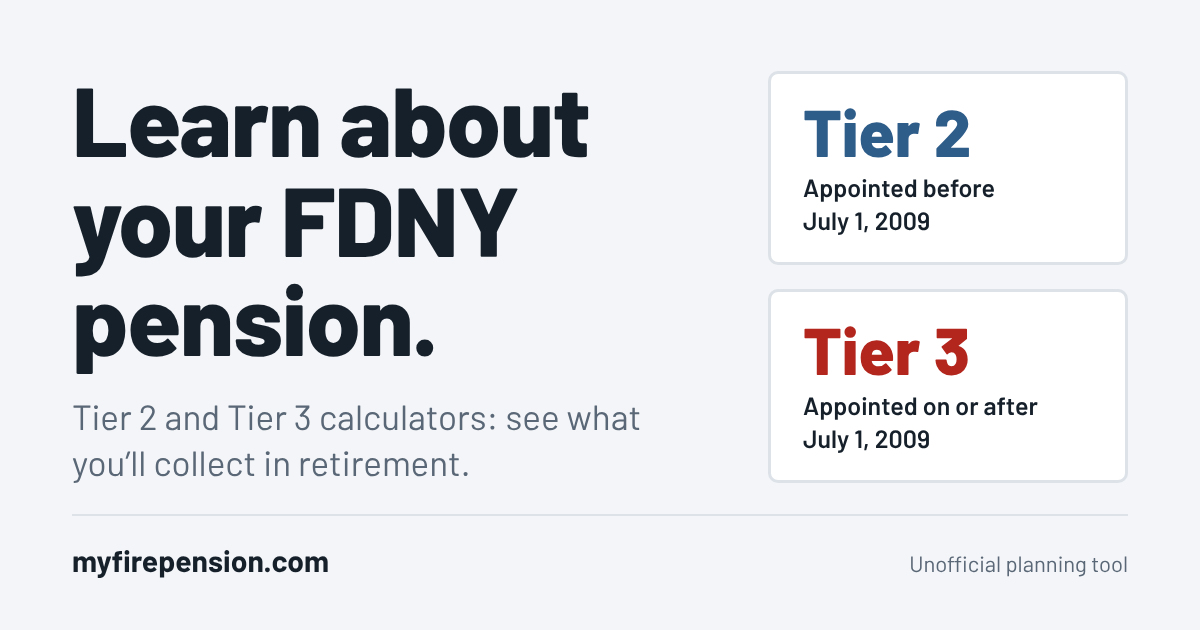 Learn about
your FDNY
pension.
Tier 2 and Tier 3 calculators: see what
you’ll collect in retirement.
Tier 2
Appointed before
July 1, 2009
Tier 3
Appointed on or after
July 1, 2009
myfirepension.com
Unofficial planning tool